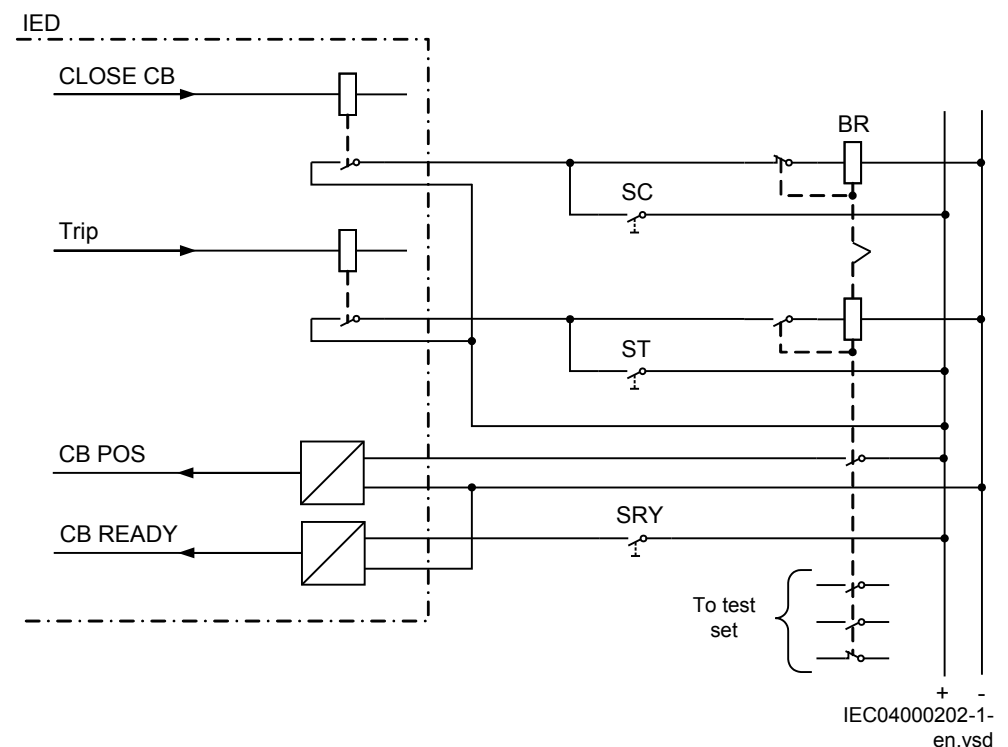 IED
CLOSE CB
BR
SC
Trip
ST
CB POS
CB READY
SRY
To test
set
+ -
IEC04000202-1-
en.vsd